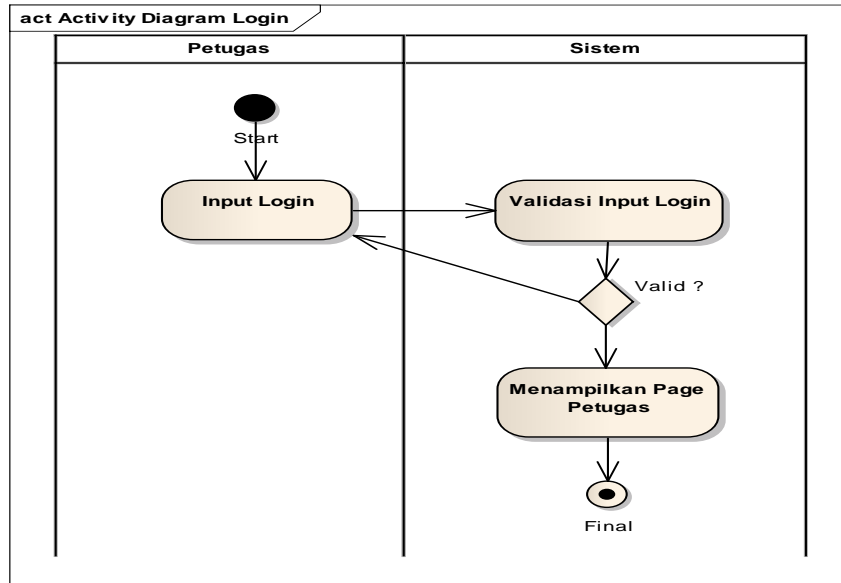 act Activity Diagram Login
Petugas
Sistem
Start
Input Login
Validasi Input Login
Valid ?
Menampilkan Page
Petugas
Final